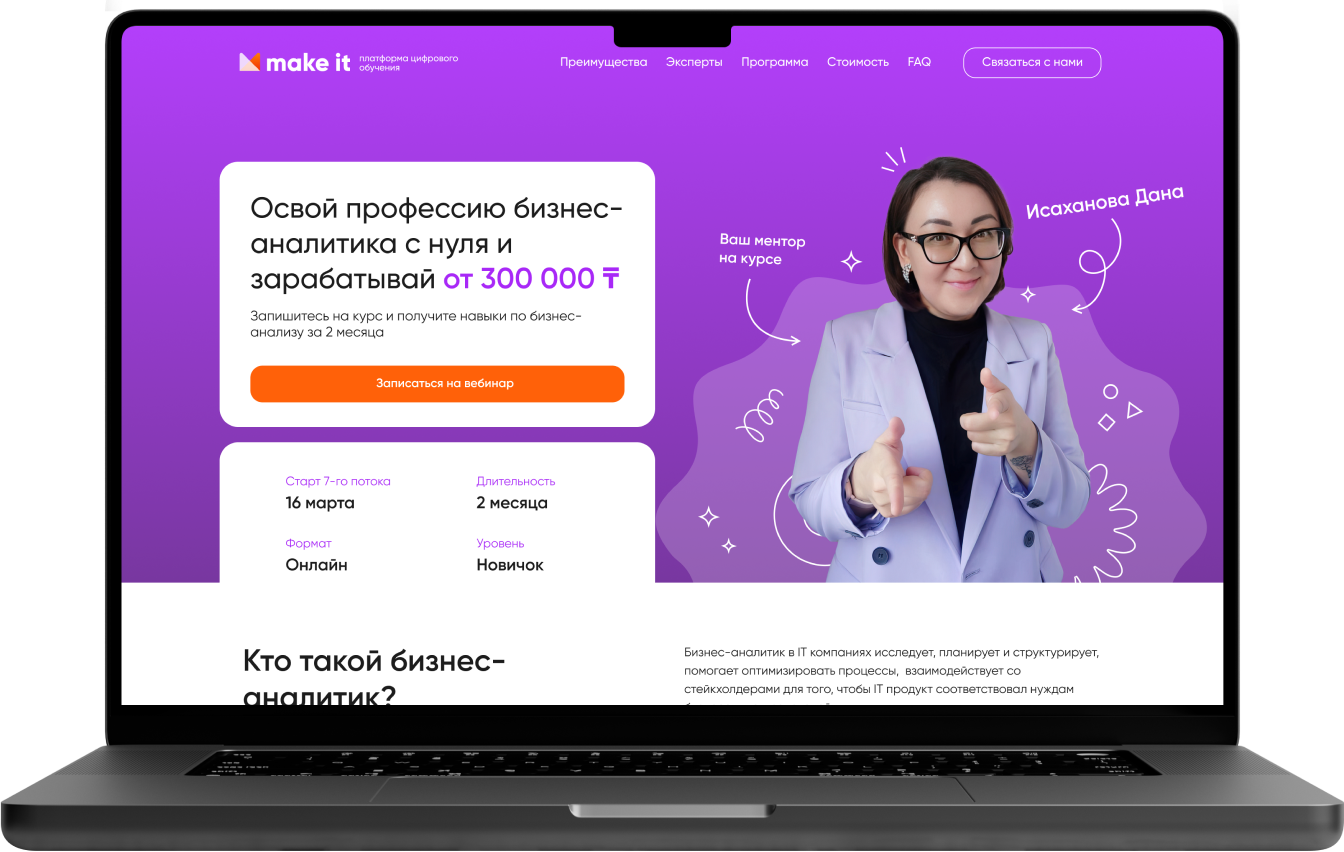 make it
платформа цифрового
обучения
Преимущества Эксперты Программа Стоимость FAQ Связаться с нами
Освой профессию бизнес-
аналитика с нуля и
зарабатывай от 300 000 ₸
Запишитесь на курс и получите навыки по бизнес-
анализу за 2 месяца
Записаться на вебинар
Ваш ментор
на курсе
Исаханова Дана
Старт 7-го потока
16 марта
Длительность
2 месяца
Формат
Онлайн
Уровень
Новичок
Кто такой бизнес-
аналитик?
Бизнес-аналитик в IT компаниях исследует, планирует и структурирует,
помогает оптимизировать процессы, взаимодействует со
стейкхолдерами для того, чтобы IT продукт соответствовал нуждам